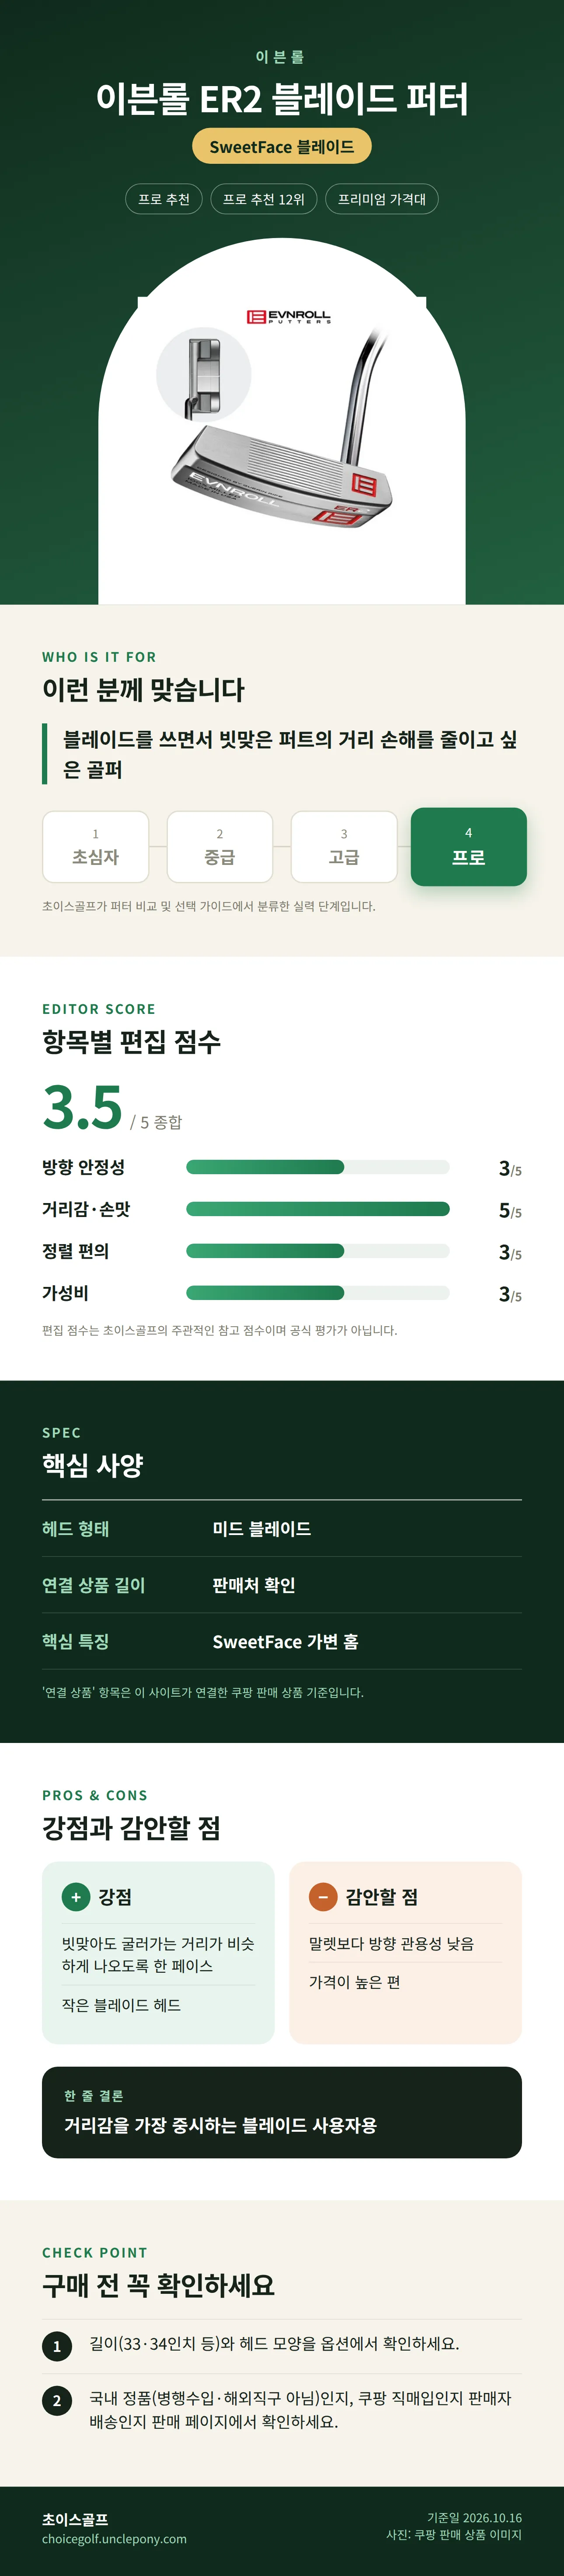 이븐롤
이븐롤 ER2 블레이드 퍼터
SweetFace 블레이드
프로 추천
프로 추천 12위
프리미엄 가격대
EVNROLL
PUTTERS
EVNROLL
ER
WHO IS IT FOR
이런 분께 맞습니다
블레이드를 쓰면서 빗맞은 퍼트의 거리 손해를 줄이고 싶
은 골퍼
1
초심자
2
중급
3
고급
4
프로
초이스골프가 퍼터 비교 및 선택 가이드에서 분류한 실력 단계입니다.
EDITOR SCORE
항목별 편집 점수
3.5 / 5 종합
방향 안정성 3/5
거리감·손맛 5/5
정렬 편의 3/5
가성비 3/5
편집 점수는 초이스골프의 주관적인 참고 점수이며 공식 평가가 아닙니다.
SPEC
핵심 사양
헤드 형태 미드 블레이드
연결 상품 길이 판매처 확인
핵심 특징 SweetFace 가변 홈
'연결 상품' 항목은 이 사이트가 연결한 쿠팡 판매 상품 기준입니다.
PROS & CONS
강점과 감안할 점
+ 강점
빗맞아도 굴러가는 거리가 비슷
하게 나오도록 한 페이스
작은 블레이드 헤드
− 감안할 점
말렛보다 방향 관용성 낮음
가격이 높은 편
한 줄 결론
거리감을 가장 중시하는 블레이드 사용자용
CHECK POINT
구매 전 꼭 확인하세요
1 길이(33·34인치 등)와 헤드 모양을 옵션에서 확인하세요.
2 국내 정품(병행수입·해외직구 아님)인지, 쿠팡 직매입인지 판매자
배송인지 판매 페이지에서 확인하세요.
초이스골프
choicegolf.unclepony.com
기준일 2026.10.16
사진: 쿠팡 판매 상품 이미지